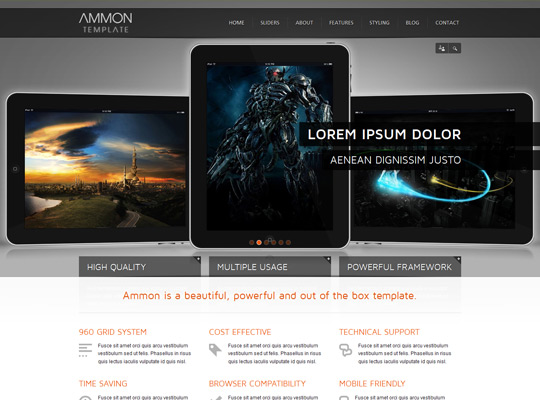 AMMON
TEMPLATE
HOME SLIDERS ABOUT FEATURES STYLING BLOG CONTACT
LOREM IPSUM DOLOR
AENEAN DIGNISSIM JUSTO
HIGH QUALITY MULTIPLE USAGE POWERFUL FRAMEWORK
Ammon is a beautiful, powerful and out of the box template.
960 GRID SYSTEM COST EFFECTIVE TECHNICAL SUPPORT
Fusce sit amet orci quis arcu vestibulum Fusce sit amet orci quis arcu vestibulum Fusce sit amet orci quis arcu vestibulum
vestibulum sed ut felis. Phasellus in risus vestibulum sed ut felis. Phasellus in risus vestibulum sed ut felis. Phasellus in risus
quis lectus iaculis vulputate id quis nisl. quis lectus iaculis vulputate id quis nisl. quis lectus iaculis vulputate id quis nisl.
TIME SAVING BROWSER COMPATIBILITY MOBILE FRIENDLY
Fusce sit amet orci quis arcu vestibulum Fusce sit amet orci quis arcu vestibulum Fusce sit amet orci quis arcu vestibulum